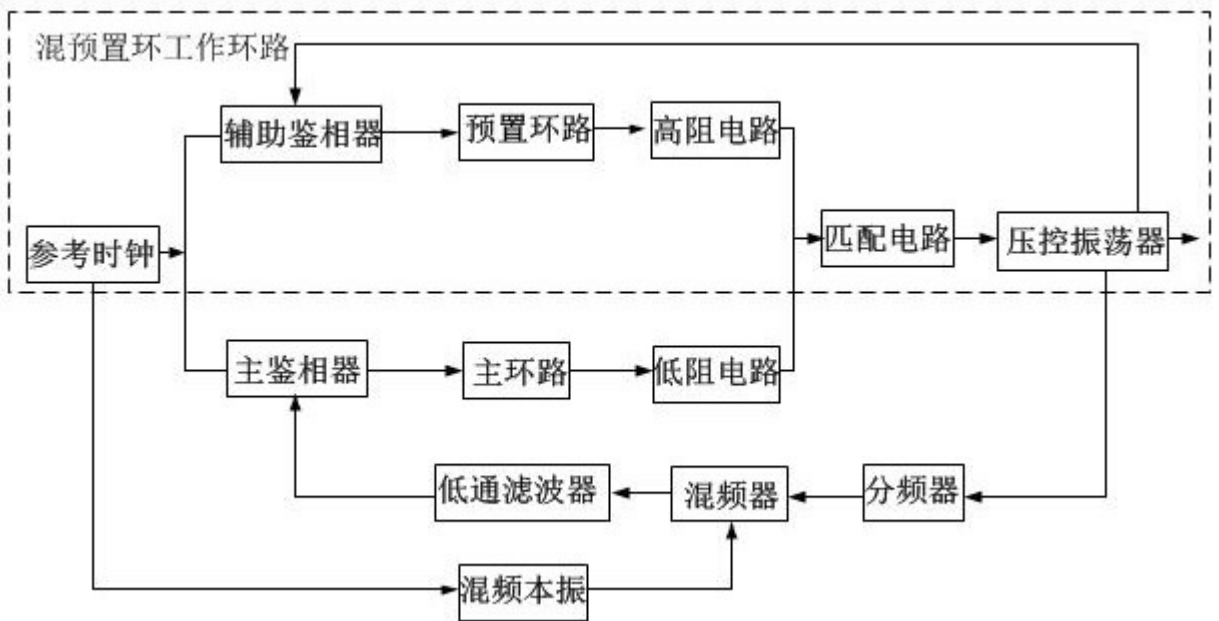 混预置环工作环路
辅助鉴相器
预置环路
高阻电路
参考时钟
匹配电路
压控振荡器
主鉴相器
主环路
低阻电路
低通滤波器
混频器
分频器
混频本振